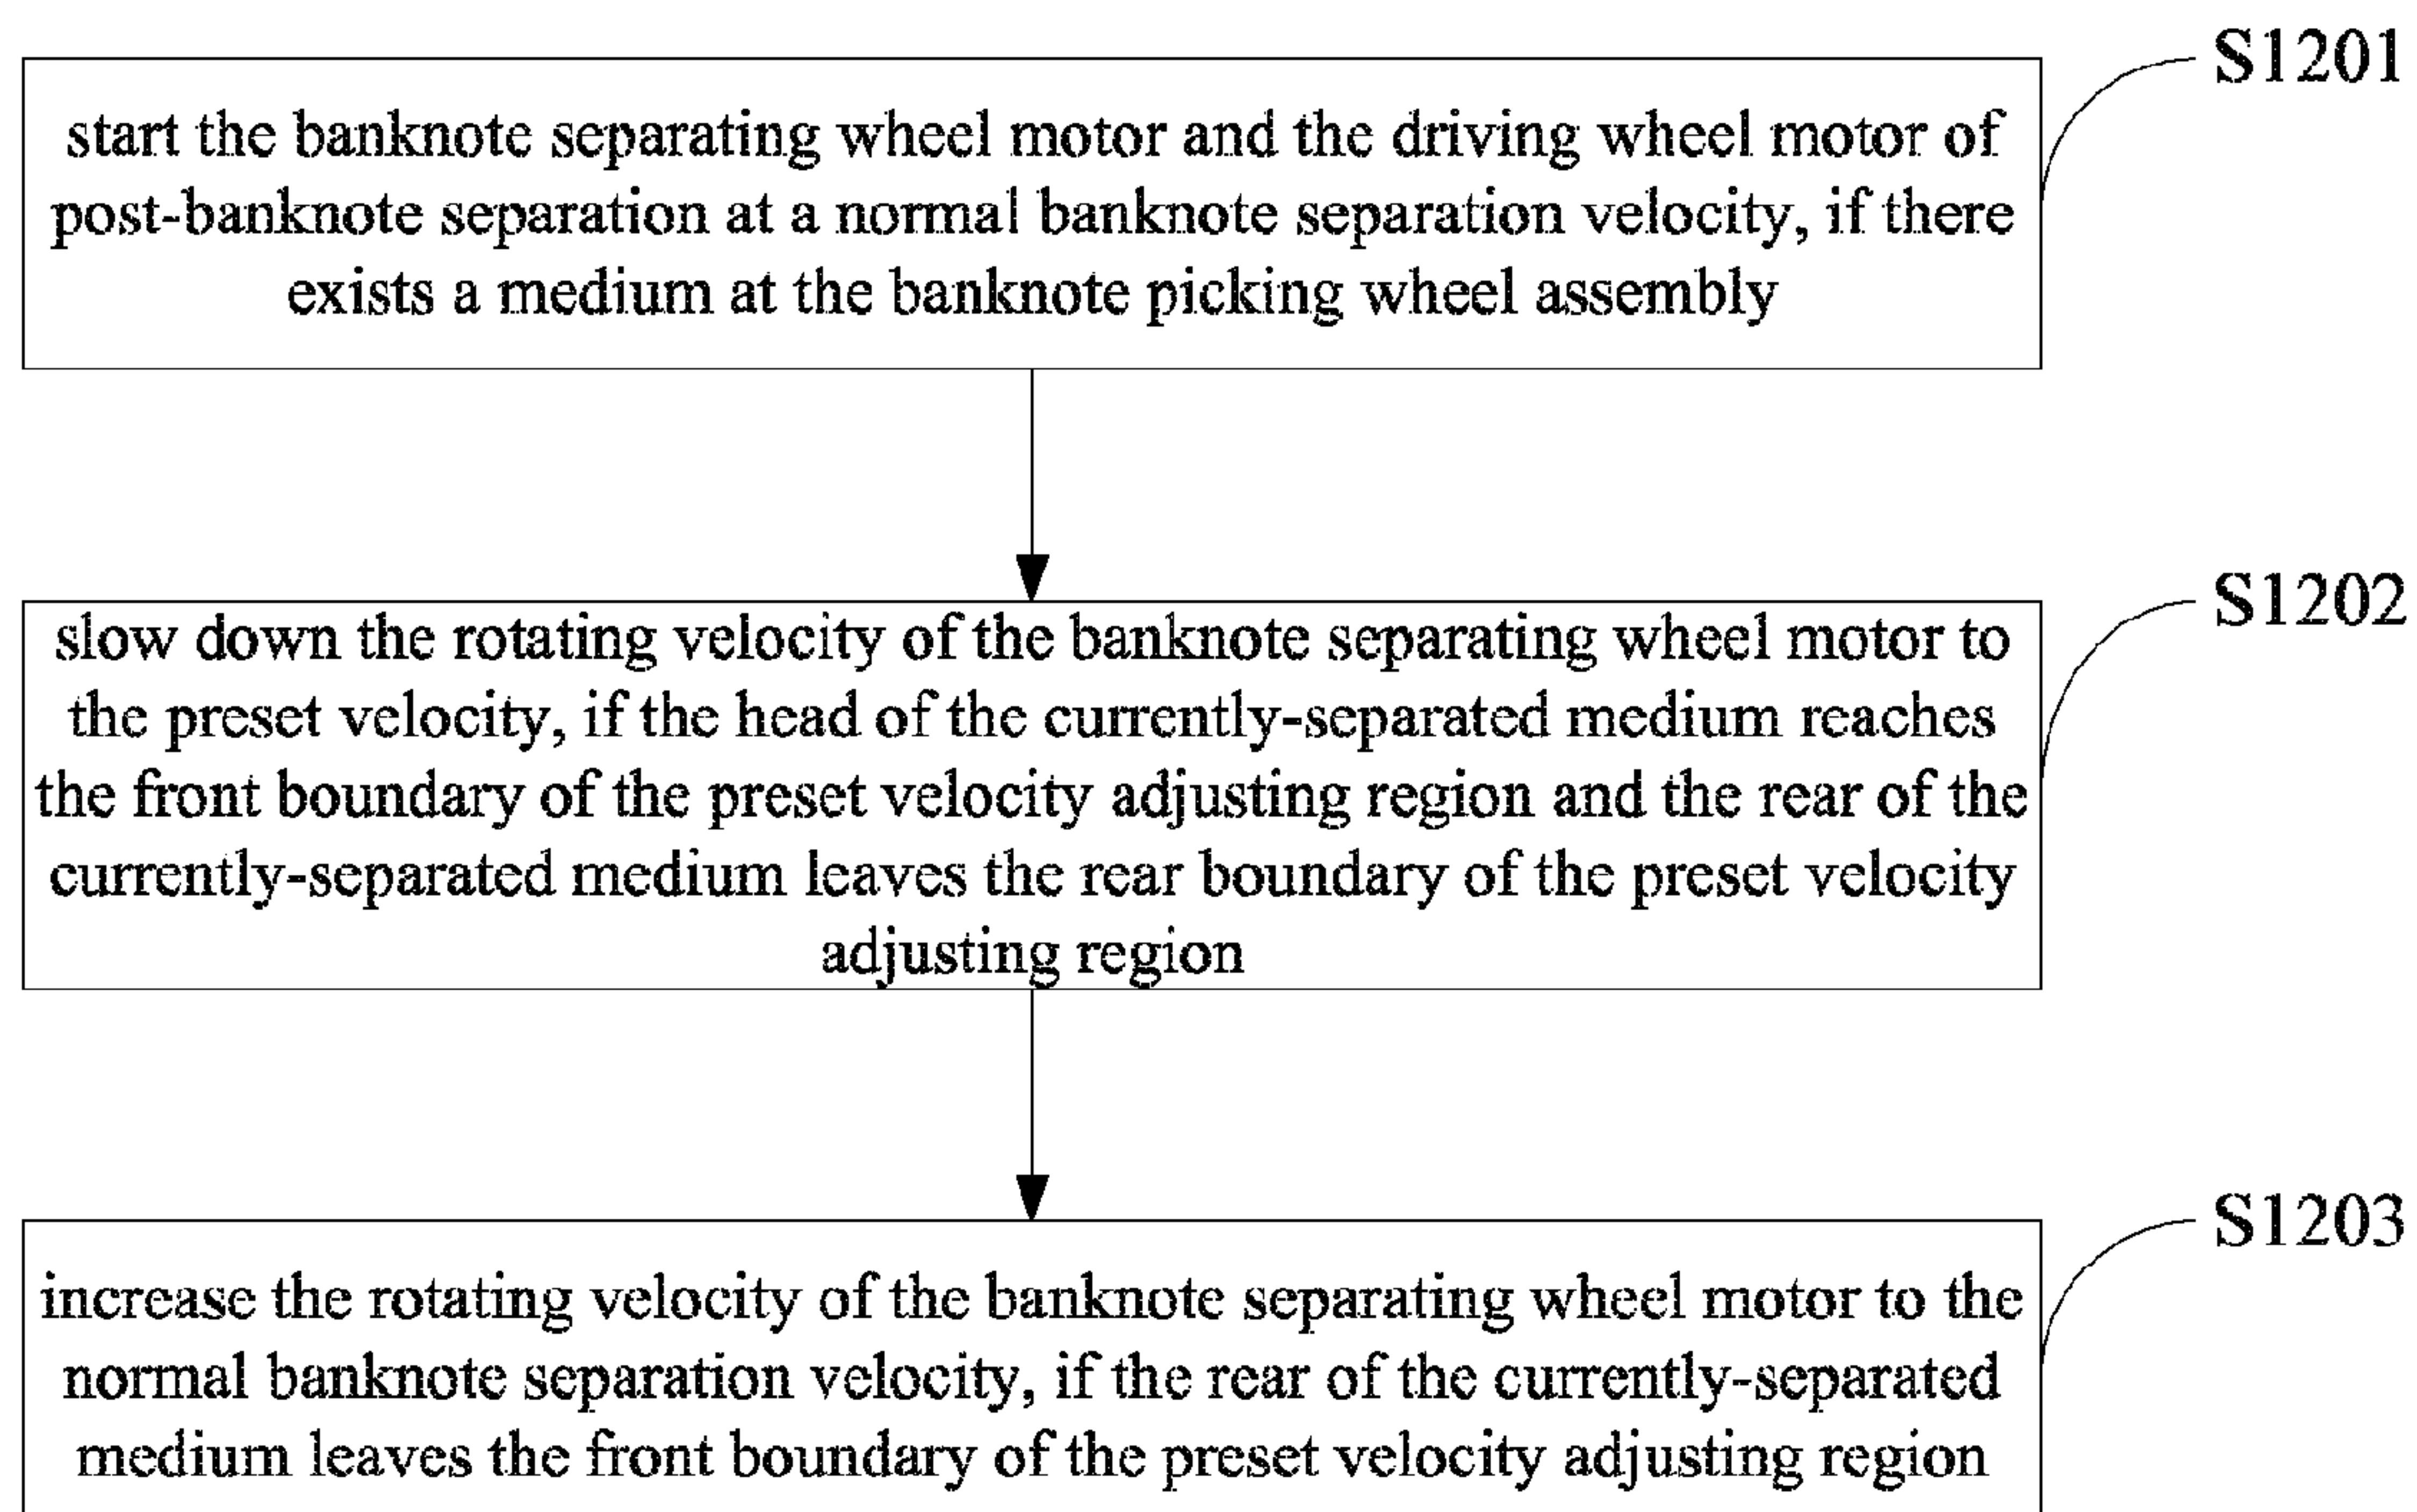 S1201
start the banknote separating wheel motor and the driving wheel motor of
post-banknote separation at a normal banknote separation velocity, if there
exists a medium at the banknote picking wheel assembly
S1202
slow down the rotating velocity of the banknote separating wheel motor to
the preset velocity, if the head of the currently-separated medium reaches
the front boundary of the preset velocity adjusting region and the rear of the
currently-separated medium leaves the rear boundary of the preset velocity
adjusting region
S1203
increase the rotating velocity of the banknote separating wheel motor to the
normal banknote separation velocity, if the rear of the currently-separated
medium leaves the front boundary of the preset velocity adjusting region